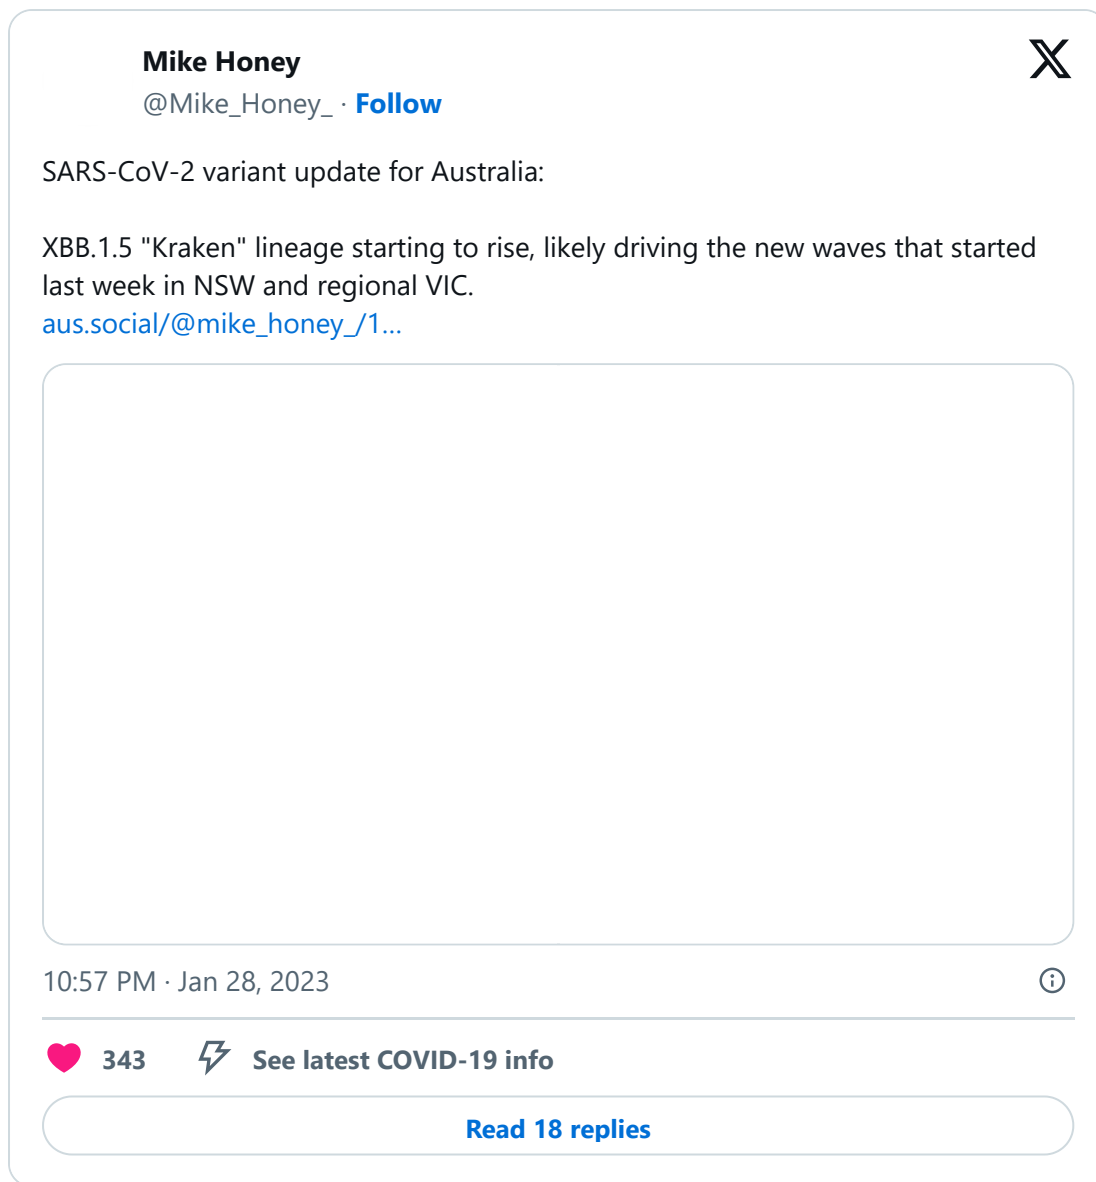 Mike Honey
@Mike_Honey_ · Follow
SARS-CoV-2 variant update for Australia:
XBB.1.5 "Kraken" lineage starting to rise, likely driving the new waves that started
last week in NSW and regional VIC.
aus.social/@mike_honey_/1…
10:57 PM · Jan 28, 2023
343 See latest COVID-19 info
Read 18 replies